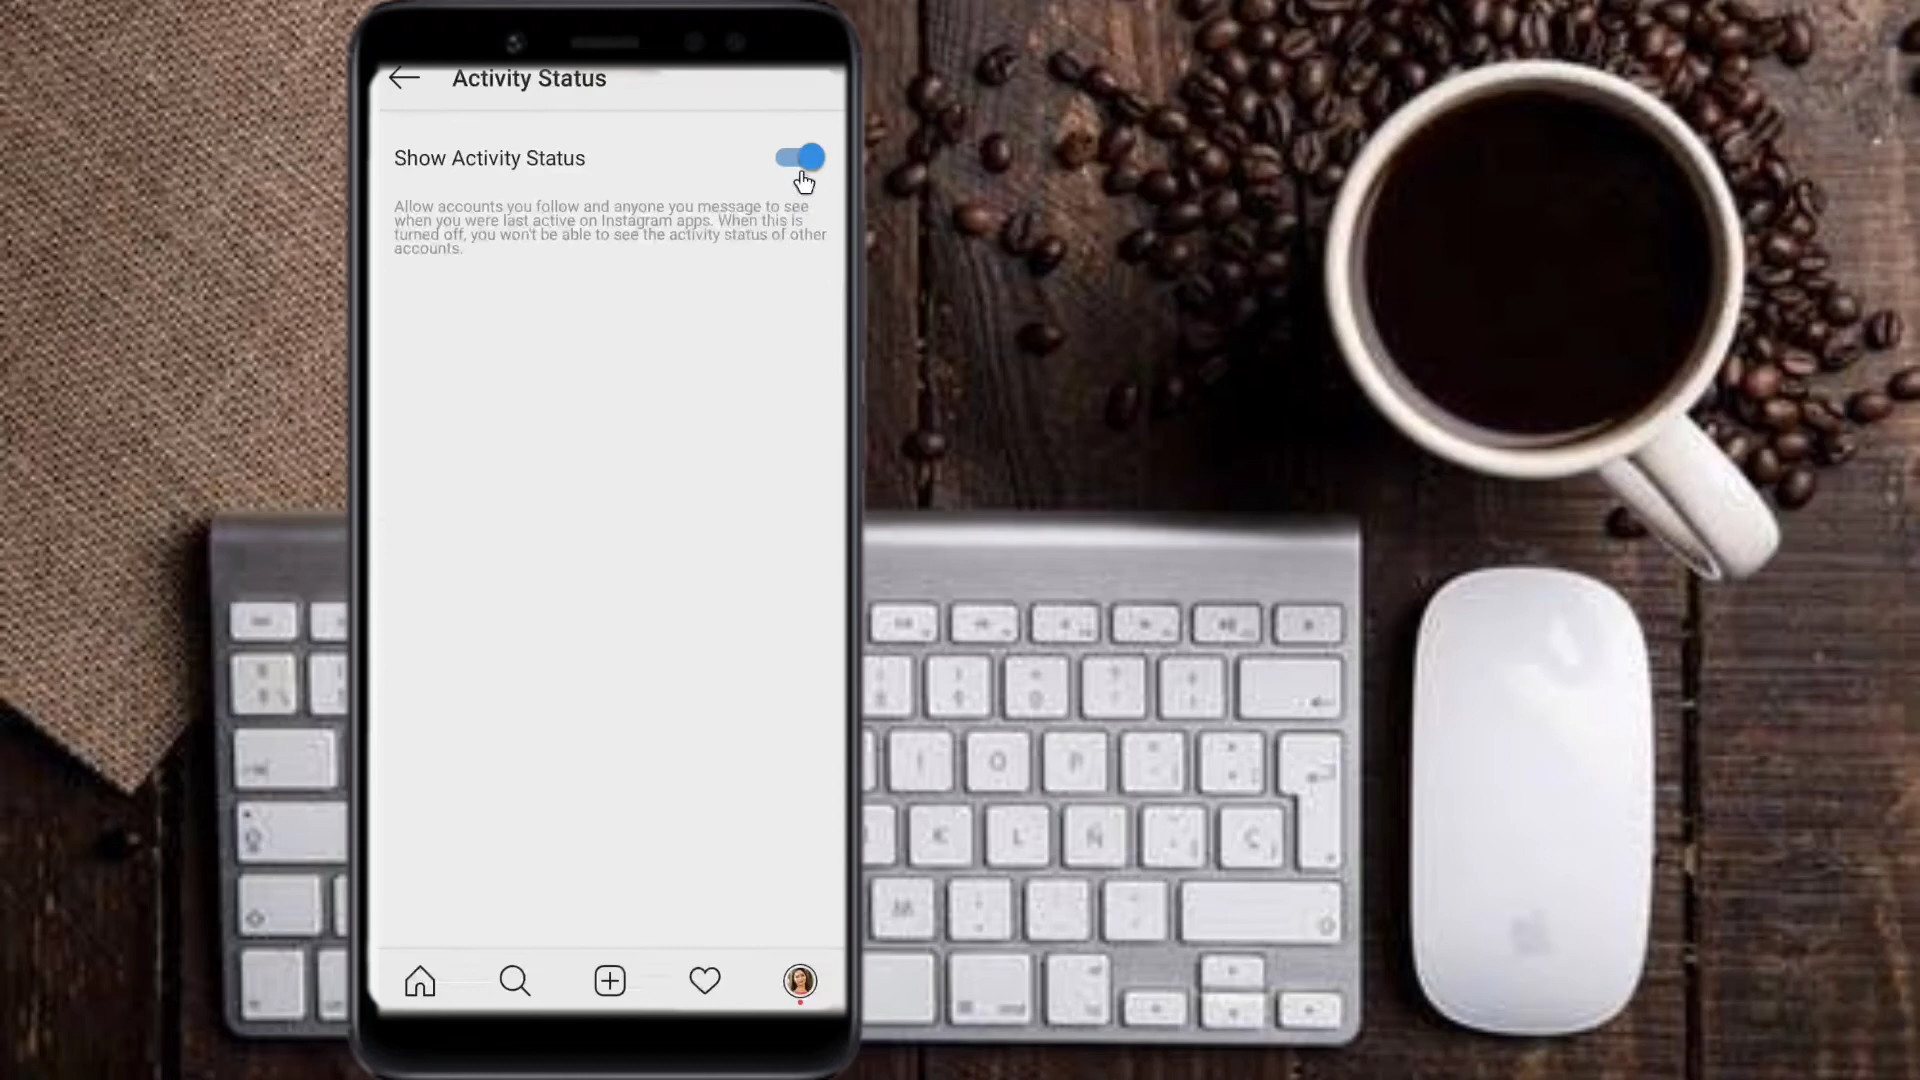 Activity Status
Show Activity Status
Allow accounts you follow and anyone you message to see
when you were last active on Instagram apps. When this is
turned off, you won't be able to see the activity status of other
accounts.
O
P
K
L
Ñ
Ç
M